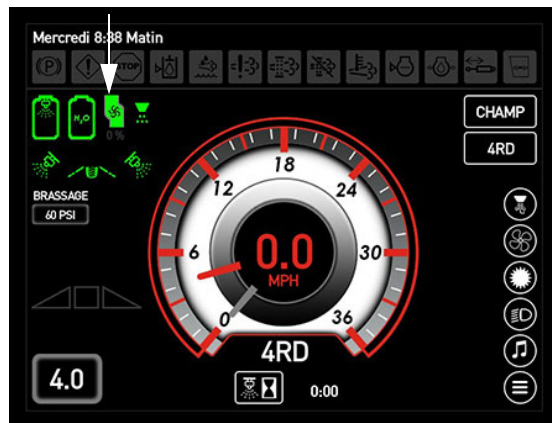 Mercredi 8:38 Matin
(P) STOP
H₂O
0 %
CHAMP
4RD
BRASSAGE
60 PSI
0 6 12 18 24 30 36
0.0
MPH
4RD
4.0
0:00